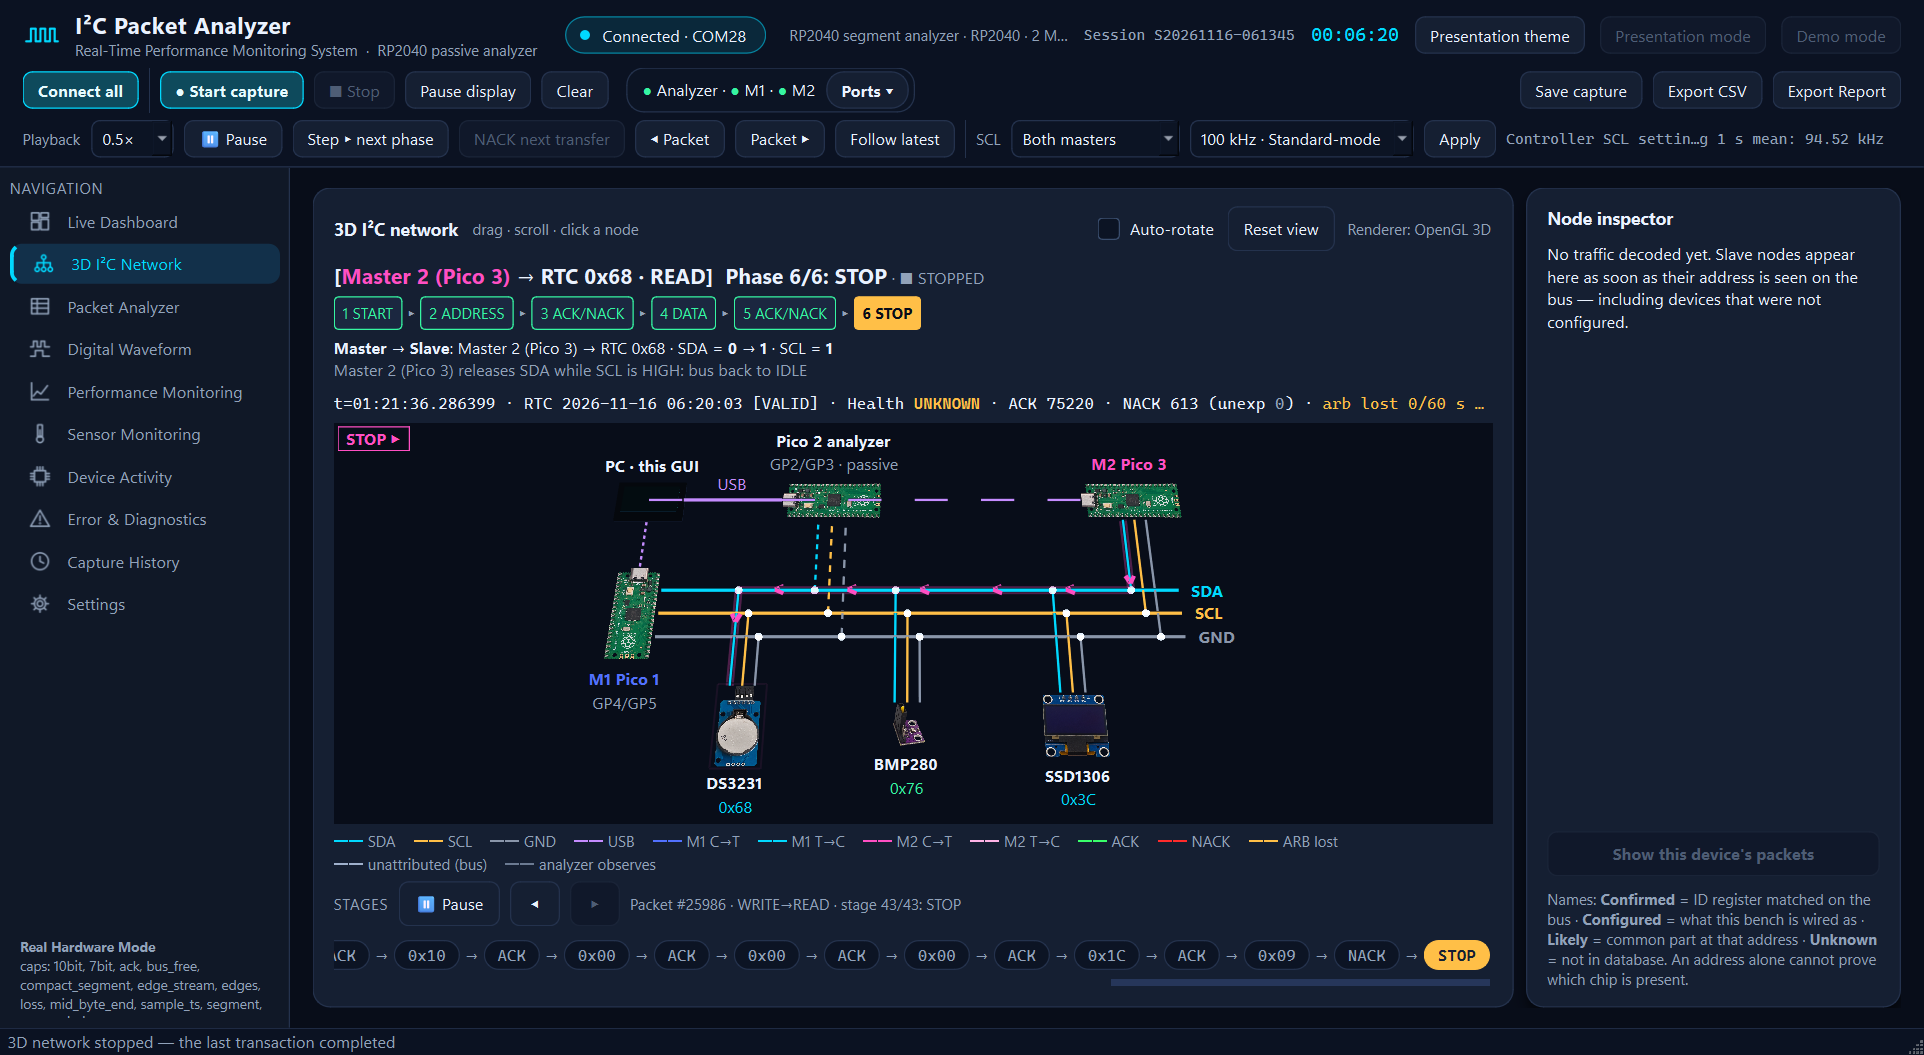 I²C Packet Analyzer
Real-Time Performance Monitoring System · RP2040 passive analyzer
Connected · COM28
RP2040 segment analyzer · RP2040 · 2 M…
Session S20261116-061345
00:06:20
Presentation theme
Presentation mode
Demo mode
Connect all
● Start capture
■ Stop
Pause display
Clear
● Analyzer · ● M1 · ● M2
Ports ▾
Save capture
Export CSV
Export Report
Playback
0.5×
⏸ Pause
Step ▸ next phase
NACK next transfer
◂ Packet
Packet ▸
Follow latest
SCL
Both masters
100 kHz · Standard-mode
Apply
Controller SCL settin…g 1 s mean: 94.52 kHz
NAVIGATION
Live Dashboard
3D I²C Network
Packet Analyzer
Digital Waveform
Performance Monitoring
Sensor Monitoring
Device Activity
Error & Diagnostics
Capture History
Settings
Real Hardware Mode
caps: 10bit, 7bit, ack, bus_free,
compact_segment, edge_stream, edges,
loss, mid_byte_end, sample_ts, segment,
3D I²C network
drag · scroll · click a node
Auto-rotate
Reset view
Renderer: OpenGL 3D
[Master 2 (Pico 3) → RTC 0x68 · READ] Phase 6/6: STOP · ■ STOPPED
1 START ▸ 2 ADDRESS ▸ 3 ACK/NACK ▸ 4 DATA ▸ 5 ACK/NACK ▸ 6 STOP
Master → Slave: Master 2 (Pico 3) → RTC 0x68 · SDA = 0 → 1 · SCL = 1
Master 2 (Pico 3) releases SDA while SCL is HIGH: bus back to IDLE
t=01:21:36.286399 · RTC 2026-11-16 06:20:03 [VALID] · Health UNKNOWN · ACK 75220 · NACK 613 (unexp 0) · arb lost 0/60 s …
STOP ▸
Pico 2 analyzer
GP2/GP3 · passive
PC · this GUI
USB
M2 Pico 3
SDA
SCL
GND
M1 Pico 1
GP4/GP5
DS3231
0x68
BMP280
0x76
SSD1306
0x3C
SDA
SCL
GND
USB
M1 C→T
M1 T→C
M2 C→T
M2 T→C
ACK
NACK
ARB lost
unattributed (bus)
analyzer observes
STAGES
⏸ Pause
◂
▸
Packet #25986 · WRITE→READ · stage 43/43: STOP
ACK → 0x10 → ACK → 0x00 → ACK → 0x00 → ACK → 0x00 → ACK → 0x1C → ACK → 0x09 → NACK → STOP
Node inspector
No traffic decoded yet. Slave nodes appear
here as soon as their address is seen on the
bus — including devices that were not
configured.
Show this device's packets
Names: Confirmed = ID register matched on the
bus · Configured = what this bench is wired as ·
Likely = common part at that address · Unknown
= not in database. An address alone cannot prove
which chip is present.
3D network stopped — the last transaction completed